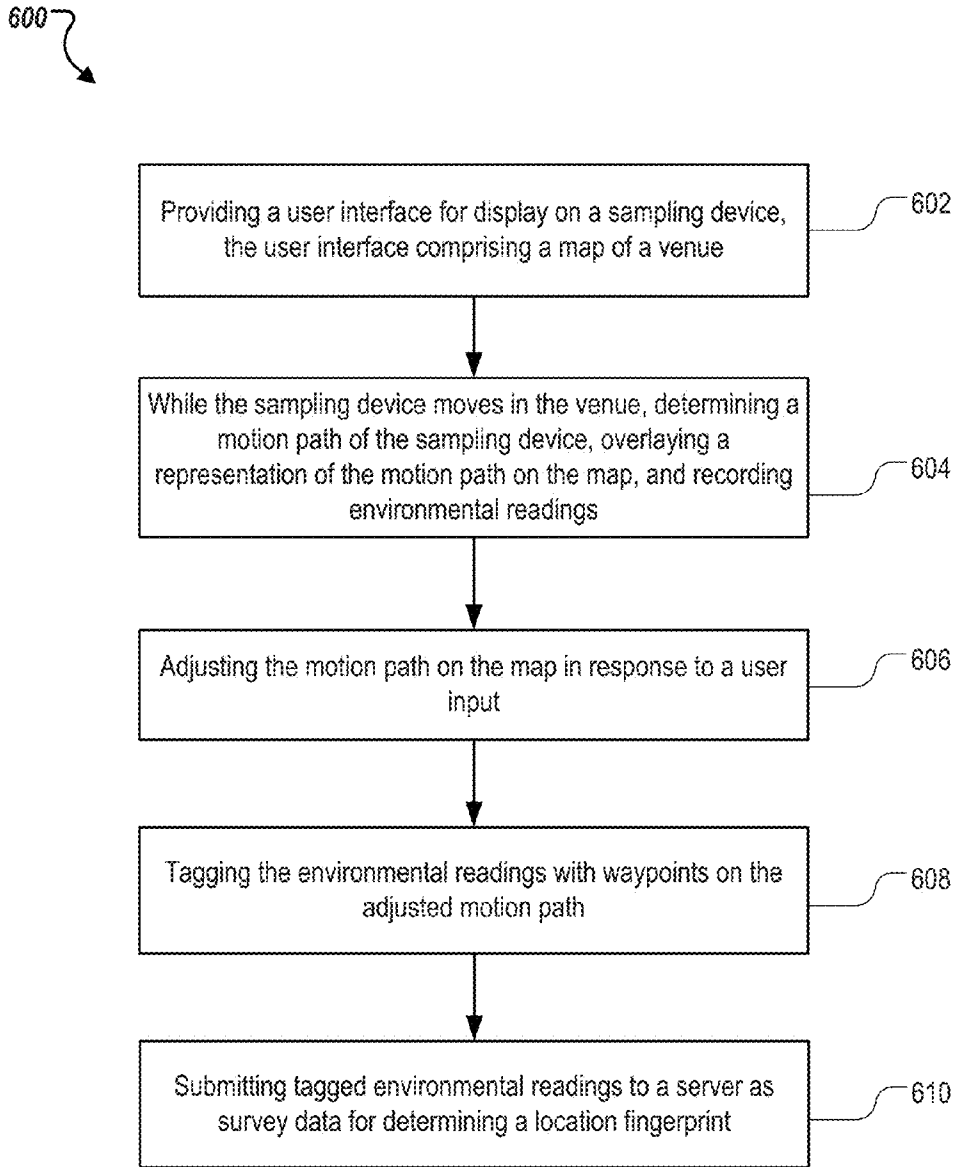 600
Providing a user interface for display on a sampling device,
the user interface comprising a map of a venue
602
While the sampling device moves in the venue, determining a
motion path of the sampling device, overlaying a
representation of the motion path on the map, and recording
environmental readings
604
Adjusting the motion path on the map in response to a user
input
606
Tagging the environmental readings with waypoints on the
adjusted motion path
608
Submitting tagged environmental readings to a server as
survey data for determining a location fingerprint
610